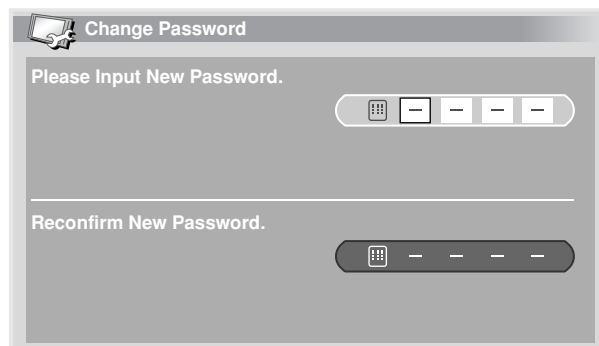 Change Password
Please Input New Password.
– – – –
Reconfirm New Password.
– – – –